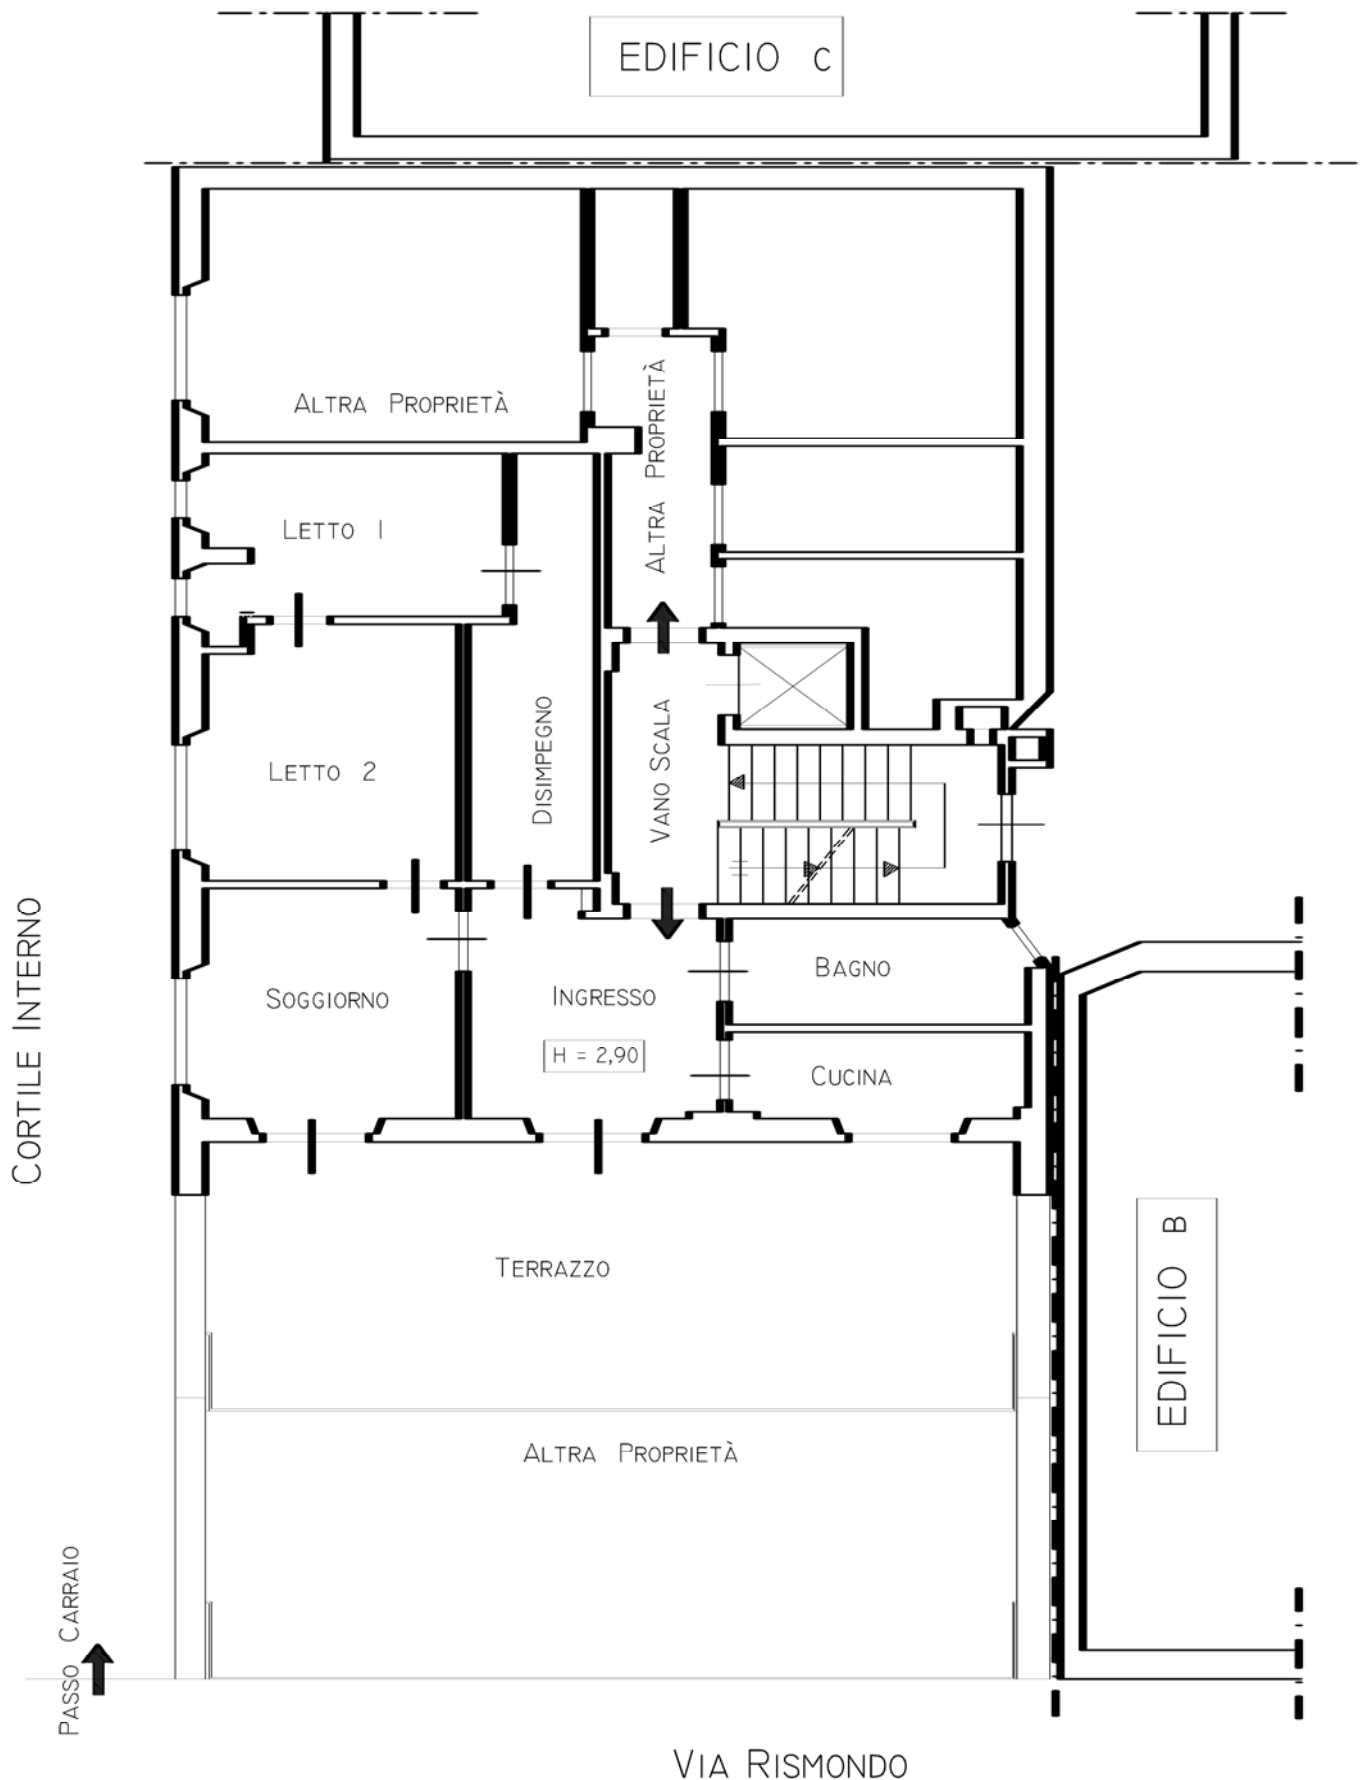 EDIFICIO C
ALTRA PROPRIETÀ
ALTRA PROPRIETÀ
LETTO 1
LETTO 2
DISIMPEGNO
VANO SCALA
SOGGIORNO
INGRESSO
H = 2,90
BAGNO
CUCINA
CORTILE INTERNO
TERRAZZO
EDIFICIO B
ALTRA PROPRIETÀ
PASSO CARRAIO
VIA RISMONDO